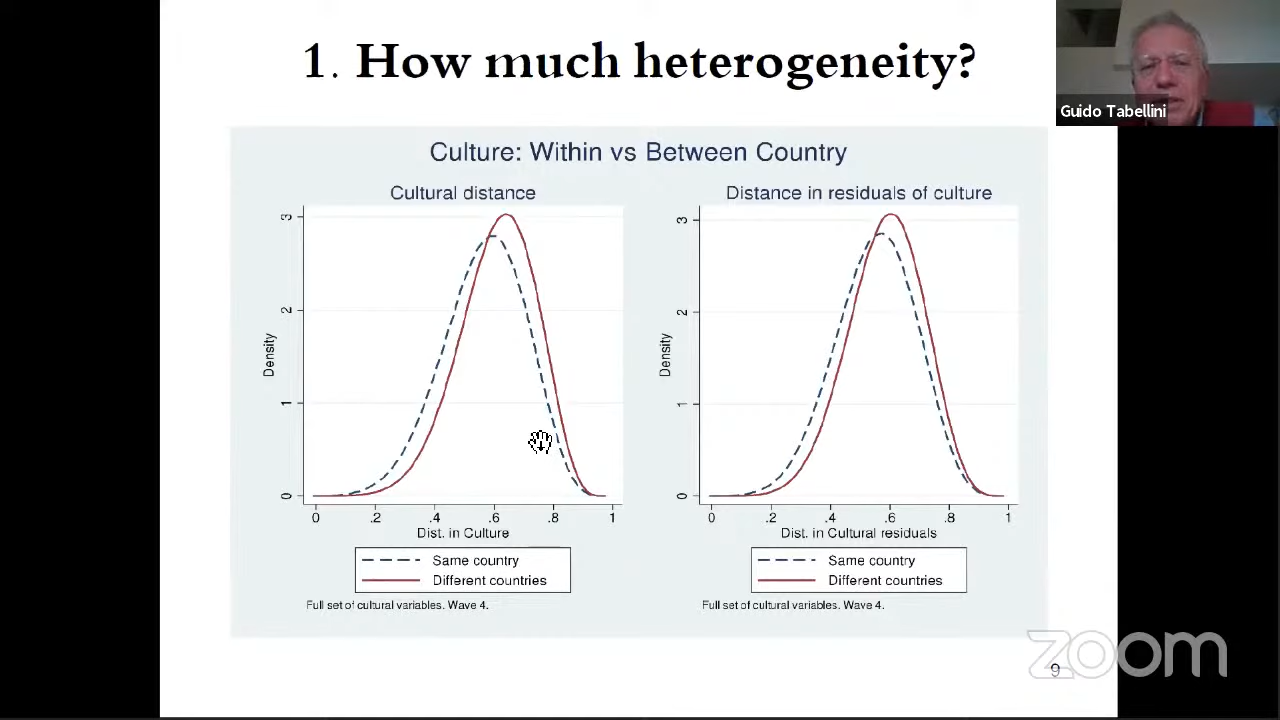 1. How much heterogeneity?
Guido Tabellini
Culture: Within vs Between Country
Cultural distance
Density
0
1
2
3
0
.2
.4
.6
.8
1
Dist. in Culture
Same country
Different countries
Full set of cultural variables. Wave 4.
Distance in residuals of culture
Density
0
1
2
3
0
.2
.4
.6
.8
1
Dist. in Cultural residuals
Same country
Different countries
Full set of cultural variables. Wave 4.
zoom
9